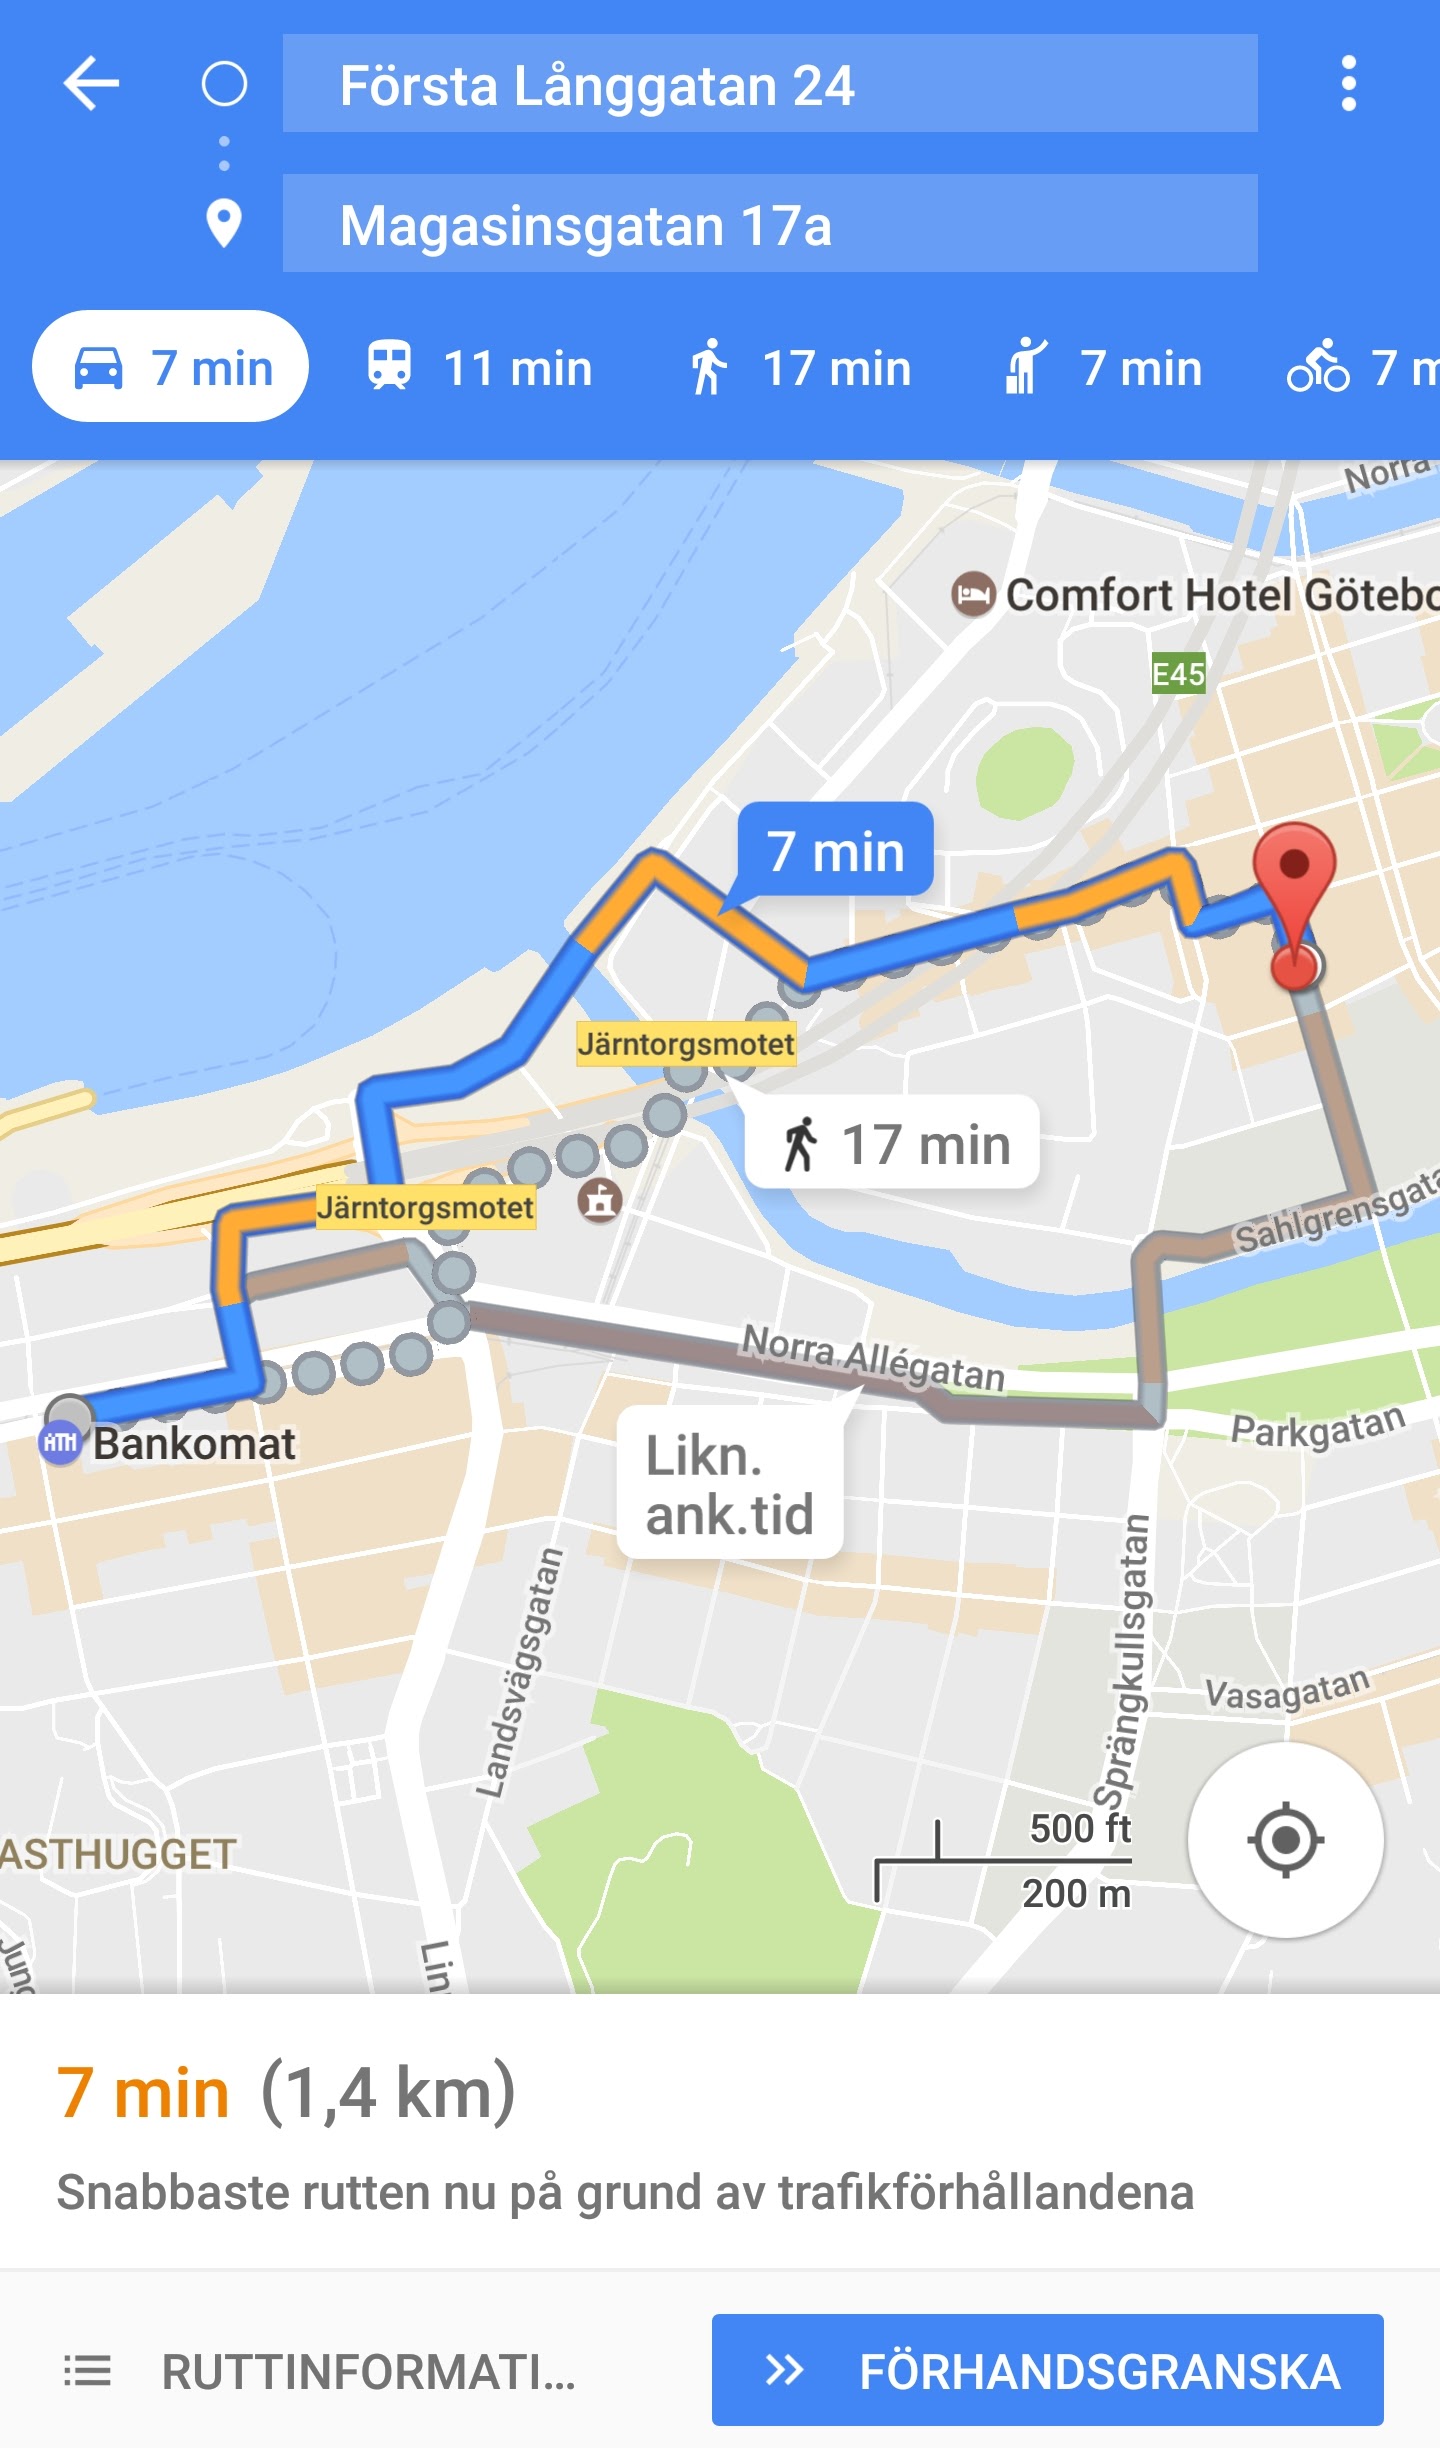 Första Långgatan 24
Magasinsgatan 17a
7 min
11 min
17 min
7 min
7 m
Norra
Comfort Hotel Götebo
E45
7 min
Järntorgsmotet
17 min
Järntorgsmotet
Sahlgrensgata
Norra Allégatan
Parkgatan
ATM Bankomat
Likn.
ank.tid
Landsvägsgatan
Sprängkullsgatan
Vasagatan
ASTHUGGET
500 ft
200 m
Jung
Lin
7 min (1,4 km)
Snabbaste rutten nu på grund av trafikförhållandena
RUTTINFORMATI...
FÖRHANDSGRANSKA